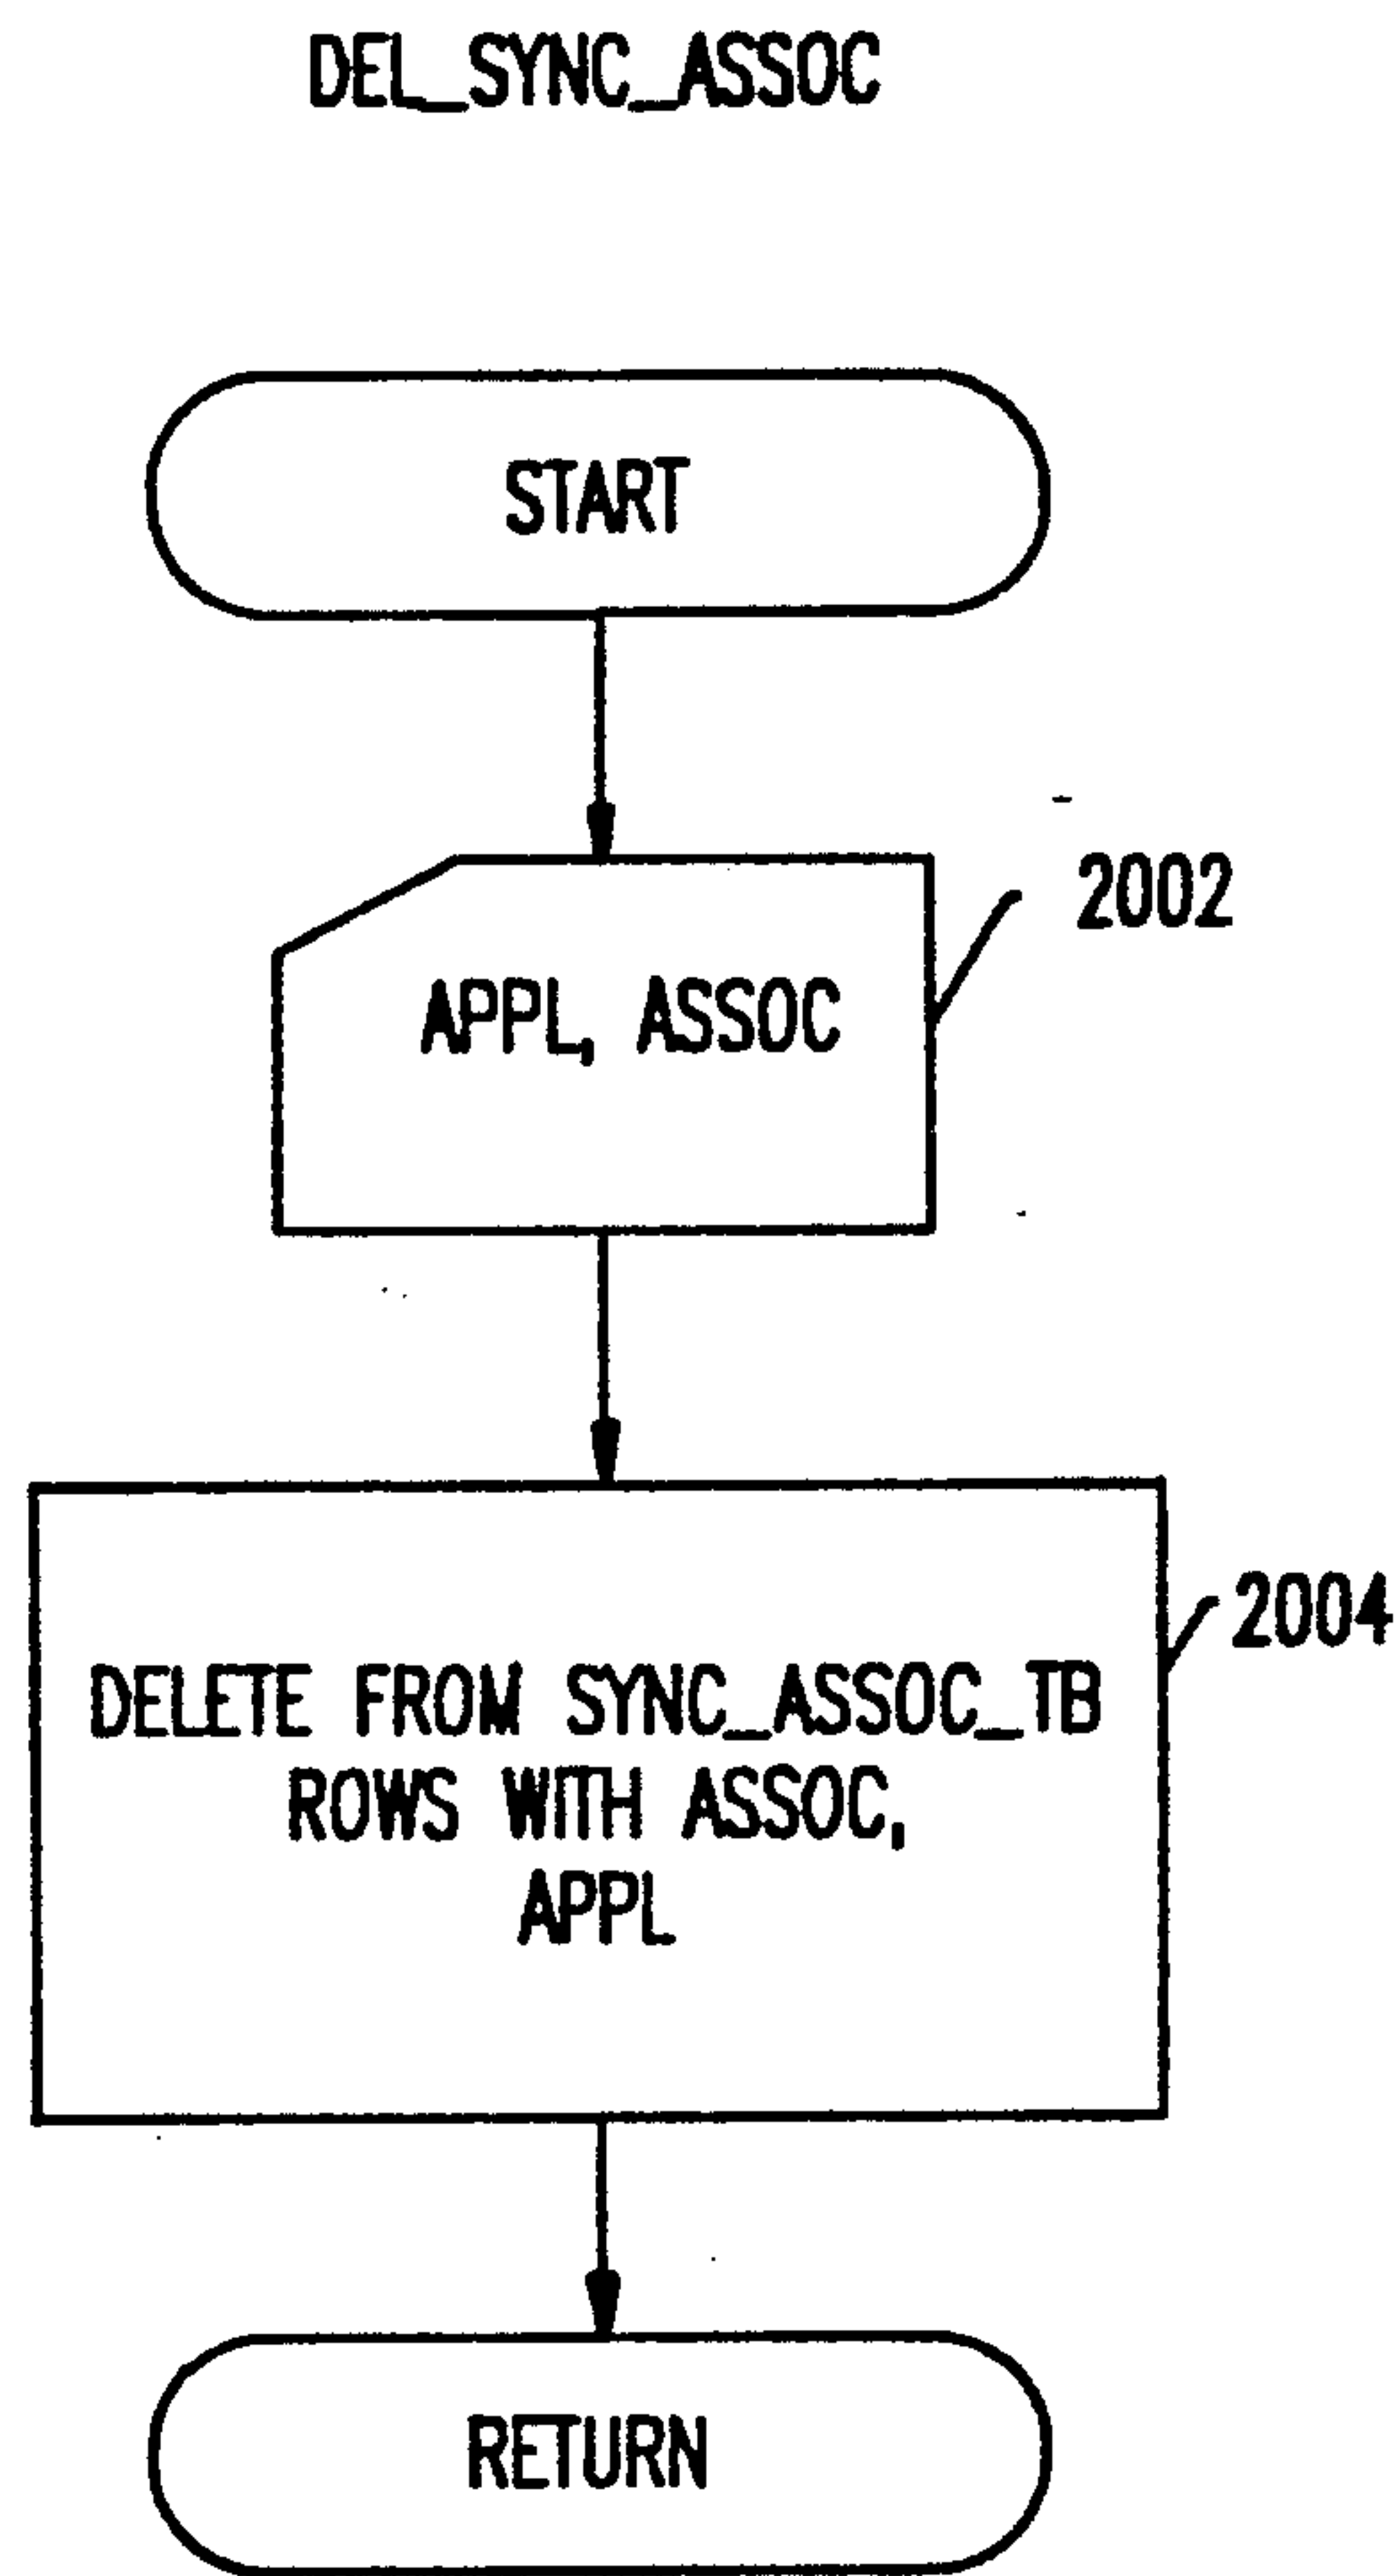 DEL_SYNC_ASSOC
START
2002
APPL, ASSOC
2004
DELETE FROM SYNC_ASSOC_TB
ROWS WITH ASSOC,
APPL
RETURN